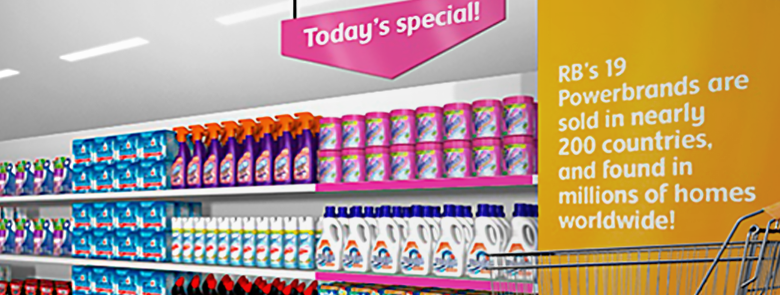 Today's special!
RB's 19
Powerbrands are
sold in nearly
200 countries,
and found in
millions of homes
worldwide!